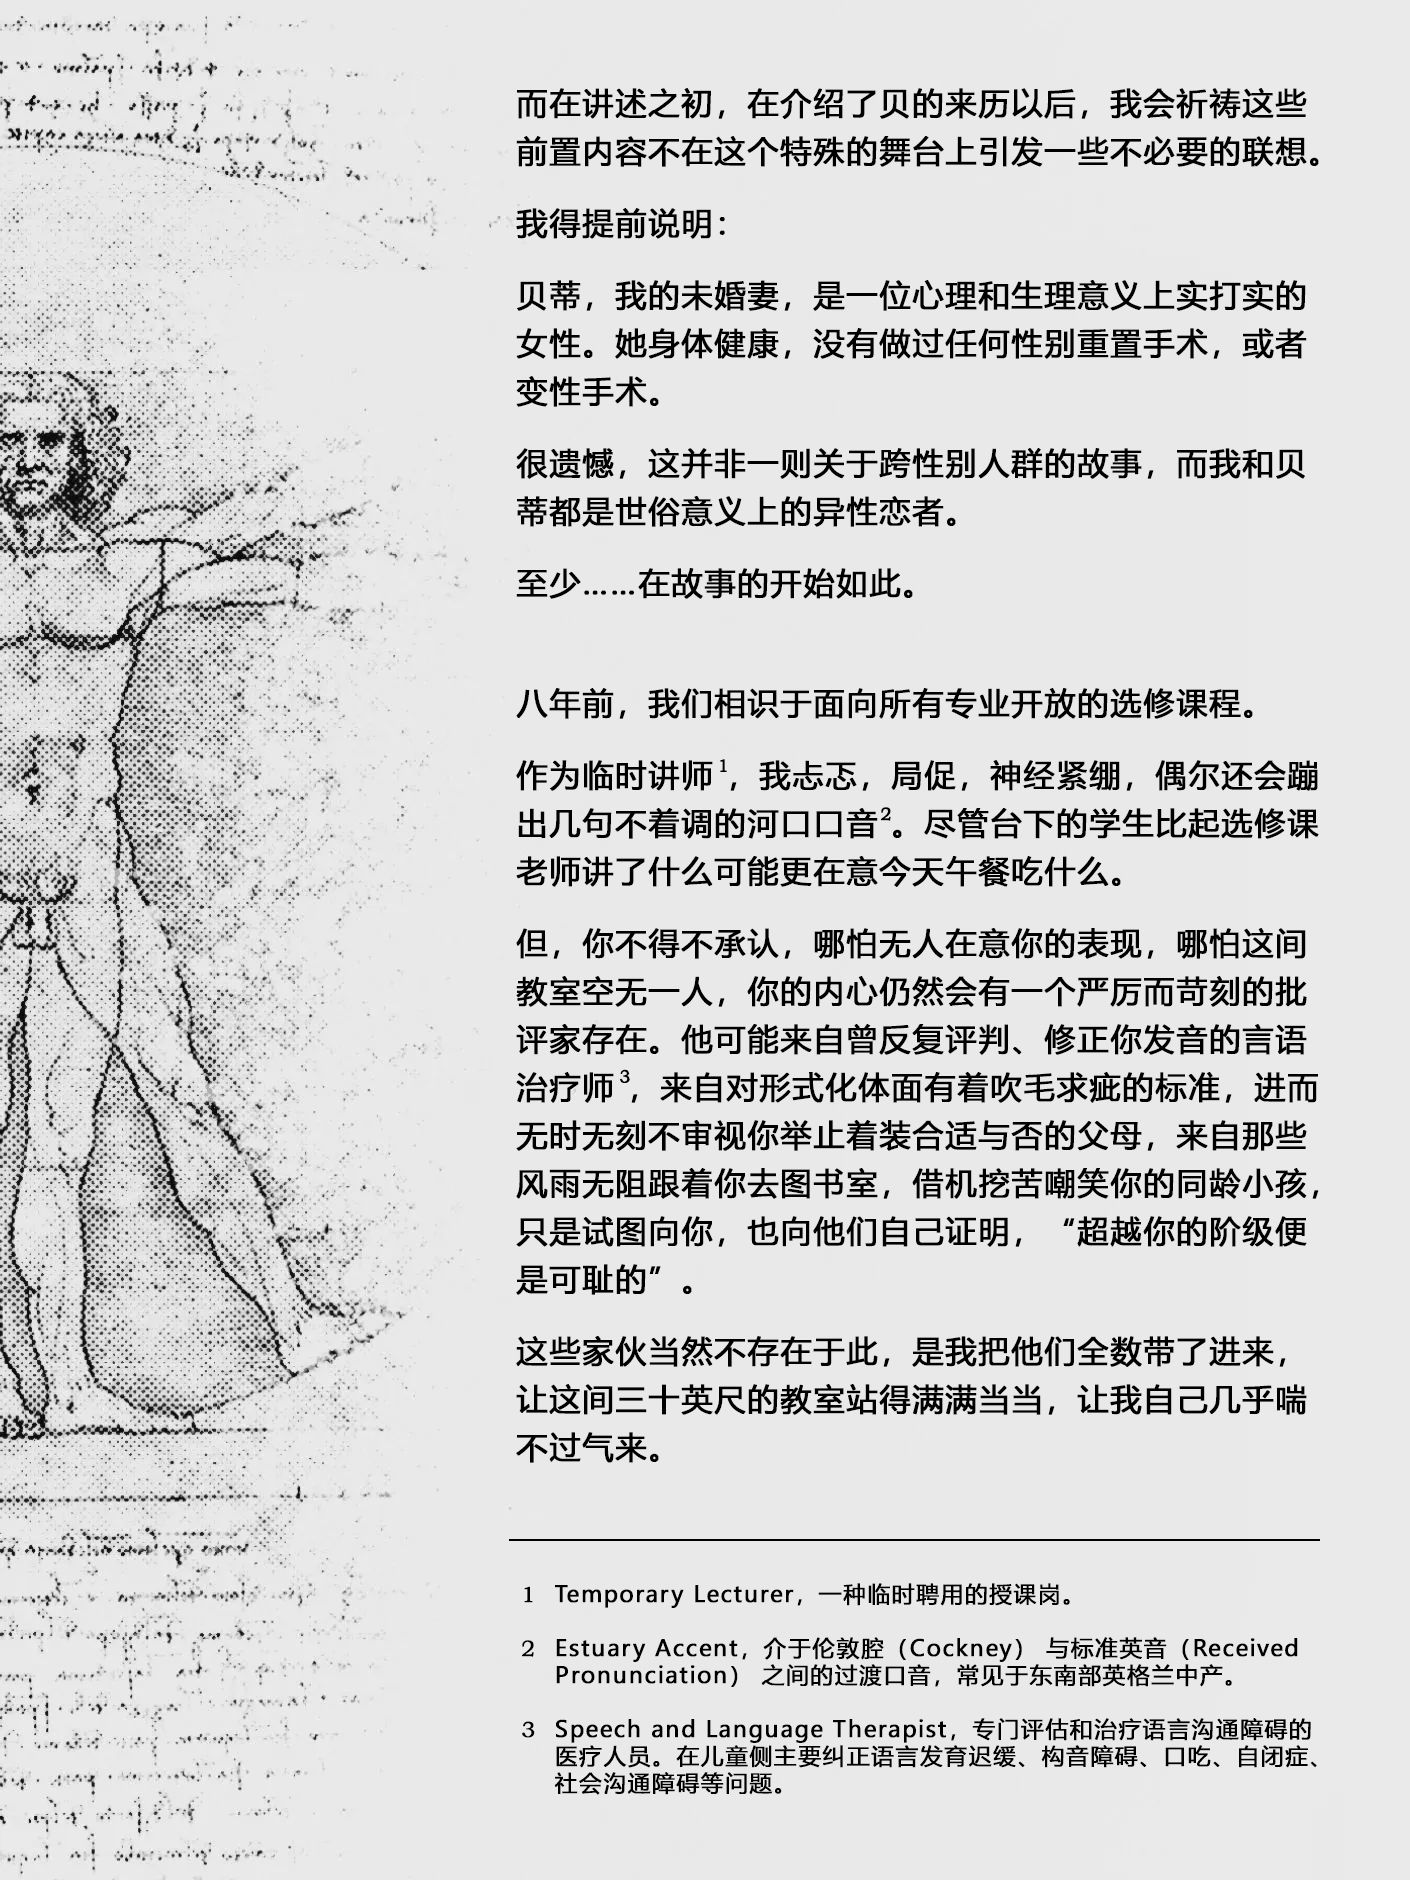 而在讲述之初，在介绍了贝的来历以后，我会祈祷这些
前置内容不在这个特殊的舞台上引发一些不必要的联想。
我得提前说明：
贝蒂，我的未婚妻，是一位心理和生理意义上实打实的
女性。她身体健康，没有做过任何性别重置手术，或者
变性手术。
很遗憾，这并非一则关于跨性别人群的故事，而我和贝
蒂都是世俗意义上的异性恋者。
至少……在故事的开始如此。
八年前，我们相识于面向所有专业开放的选修课程。
作为临时讲师¹，我忐忑，局促，神经紧绷，偶尔还会蹦
出几句不着调的河口口音²。尽管台下的学生比起选修课
老师讲了什么可能更在意今天午餐吃什么。
但，你不得不承认，哪怕无人在意你的表现，哪怕这间
教室空无一人，你的内心仍然会有一个严厉而苛刻的批
评家存在。他可能来自曾反复评判、修正你发音的言语
治疗师³，来自对形式化体面有着吹毛求疵的标准，进而
无时无刻不审视你举止着装合适与否的父母，来自那些
风雨无阻跟着你去图书室，借机挖苦嘲笑你的同龄小孩，
只是试图向你，也向他们自己证明，“超越你的阶级便
是可耻的”。
这些家伙当然不存在于此，是我把他们全数带了进来，
让这间三十英尺的教室站得满满当当，让我自己几乎喘
不过气来。
1 Temporary Lecturer，一种临时聘用的授课岗。
2 Estuary Accent，介于伦敦腔（Cockney） 与标准英音（Received
Pronunciation） 之间的过渡口音，常见于东南部英格兰中产。
3 Speech and Language Therapist，专门评估和治疗语言沟通障碍的
医疗人员。在儿童侧主要纠正语言发育迟缓、构音障碍、口吃、自闭症、
社会沟通障碍等问题。